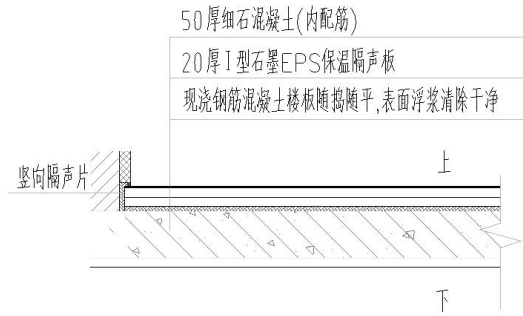 50厚细石混凝土(内配筋)
20厚I型石墨EPS保温隔声板
现浇钢筋混凝土楼板随捣随平,表面浮浆清除干净
上
竖向隔声片
下